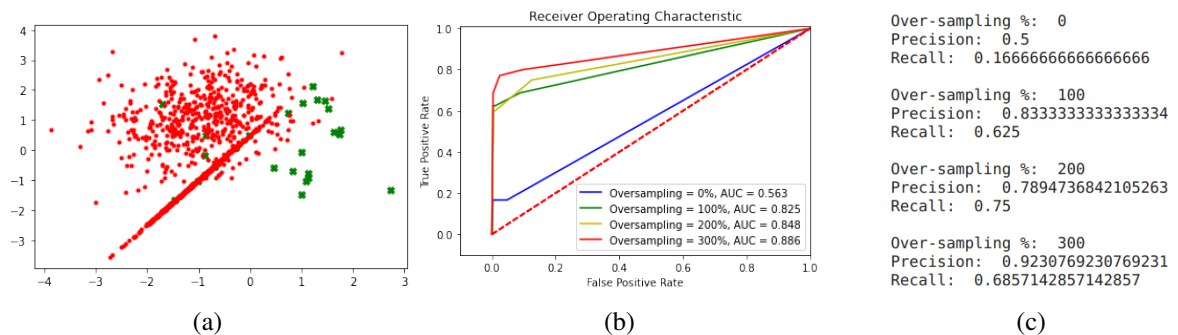 4
3
2
1
0
−1
−2
−3
−4 −3 −2 −1 0 1 2 3
(a)
Receiver Operating Characteristic
1.0
0.8
0.6
0.4
0.2
0.0
True Positive Rate
Oversampling = 0%, AUC = 0.563
Oversampling = 100%, AUC = 0.825
Oversampling = 200%, AUC = 0.848
Oversampling = 300%, AUC = 0.886
0.0 0.2 0.4 0.6 0.8 1.0
False Positive Rate
(b)
Over-sampling %: 0
Precision: 0.5
Recall: 0.16666666666666666
Over-sampling %: 100
Precision: 0.8333333333333334
Recall: 0.625
Over-sampling %: 200
Precision: 0.7894736842105263
Recall: 0.75
Over-sampling %: 300
Precision: 0.9230769230769231
Recall: 0.6857142857142857
(c)